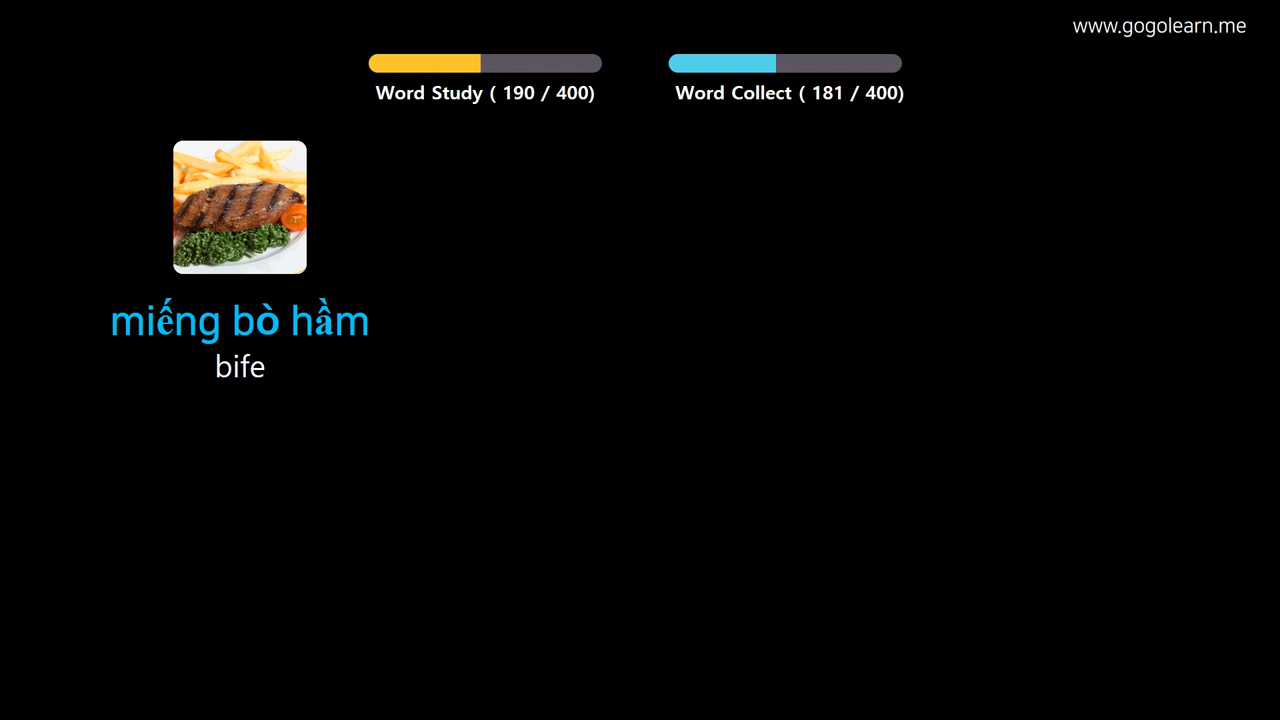 www.gogolearn.me
Word Study ( 190 / 400)
Word Collect ( 181 / 400)
miếng bò hầm
bife